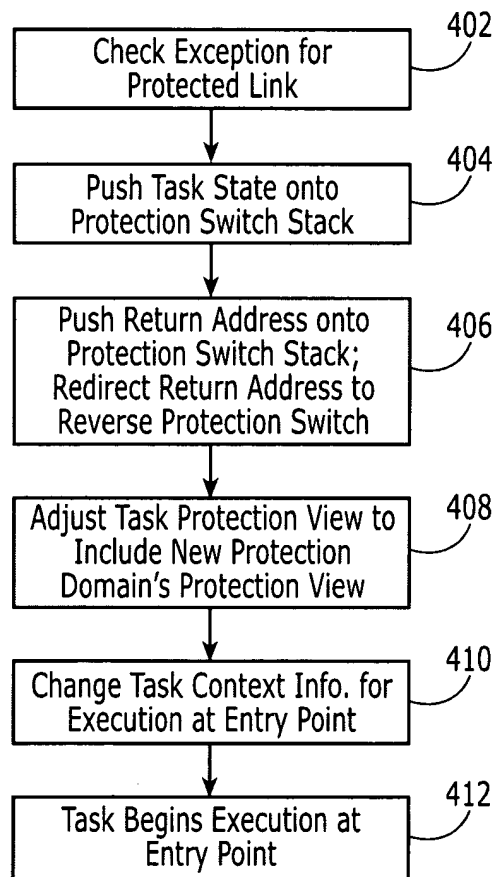 402
Check Exception for
Protected Link
404
Push Task State onto
Protection Switch Stack
406
Push Return Address onto
Protection Switch Stack;
Redirect Return Address to
Reverse Protection Switch
408
Adjust Task Protection View to
Include New Protection
Domain's Protection View
410
Change Task Context Info. for
Execution at Entry Point
412
Task Begins Execution at
Entry Point